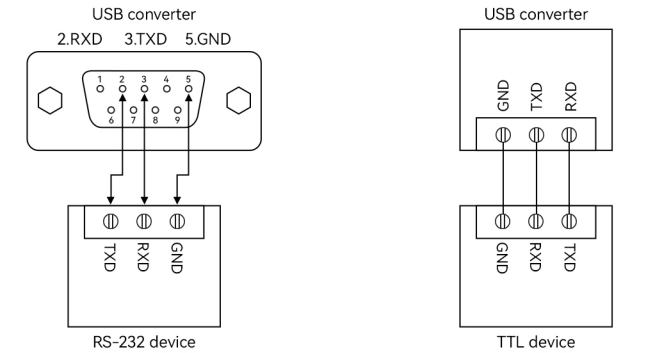 USB converter
2.RXD 3.TXD 5.GND
1 2 3 4 5
6 7 8 9
TXD RXD GND
RS-232 device
USB converter
GND TXD RXD
GND RXD TXD
TTL device